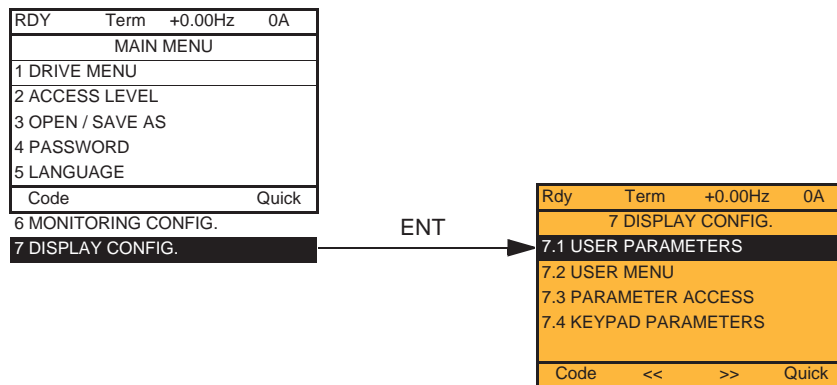 RDY Term +0.00Hz 0A
MAIN MENU
1 DRIVE MENU
2 ACCESS LEVEL
3 OPEN / SAVE AS
4 PASSWORD
5 LANGUAGE
Code Quick
6 MONITORING CONFIG.
7 DISPLAY CONFIG.
ENT
Rdy Term +0.00Hz 0A
7 DISPLAY CONFIG.
7.1 USER PARAMETERS
7.2 USER MENU
7.3 PARAMETER ACCESS
7.4 KEYPAD PARAMETERS
Code << >> Quick